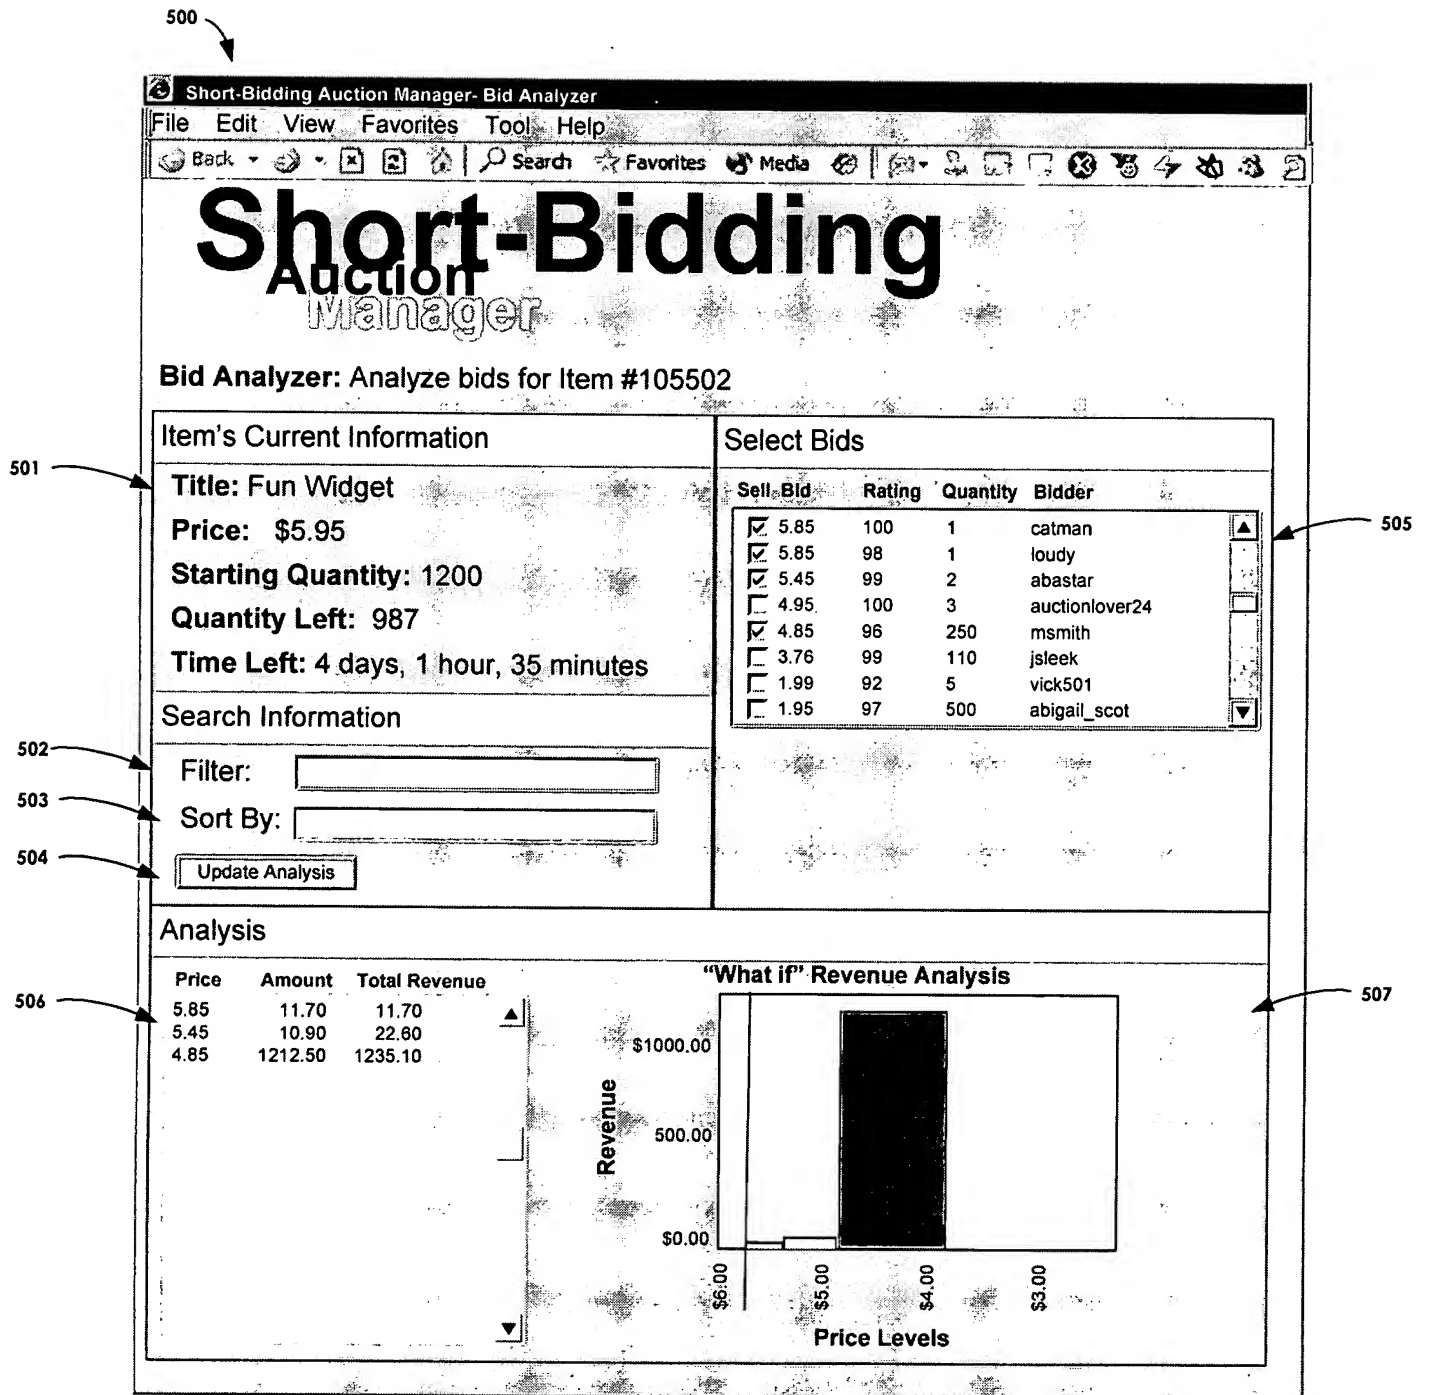 500
Short-Bidding Auction Manager- Bid Analyzer
File Edit View Favorites Tool Help
Back Search Favorites Media
Short-Bidding
Auction
Manager
Bid Analyzer: Analyze bids for Item #105502
Item's Current Information
501
Title: Fun Widget
Price: $5.95
Starting Quantity: 1200
Quantity Left: 987
Time Left: 4 days, 1 hour, 35 minutes
Search Information
502
Filter:
503
Sort By:
504
Update Analysis
Select Bids
Sell Bid Rating Quantity Bidder
505
5.85 100 1 catman
5.85 98 1 loudy
5.45 99 2 abastar
4.95 100 3 auctionlover24
4.85 96 250 msmith
3.76 99 110 jsleek
1.99 92 5 vick501
1.95 97 500 abigail_scot
Analysis
Price Amount Total Revenue
506
5.85 11.70 11.70
5.45 10.90 22.60
4.85 1212.50 1235.10
"What if" Revenue Analysis
507
$1000.00
500.00
$0.00
Revenue
$6.00 $5.00 $4.00 $3.00
Price Levels